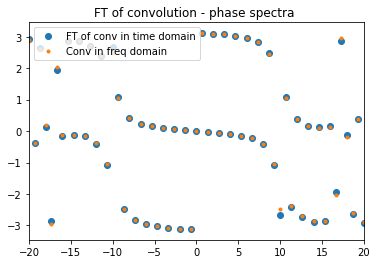 FT of convolution - phase spectra
FT of conv in time domain
Conv in freq domain
3
2
1
0
−1
−2
−3
−20 −15 −10 −5 0 5 10 15 20